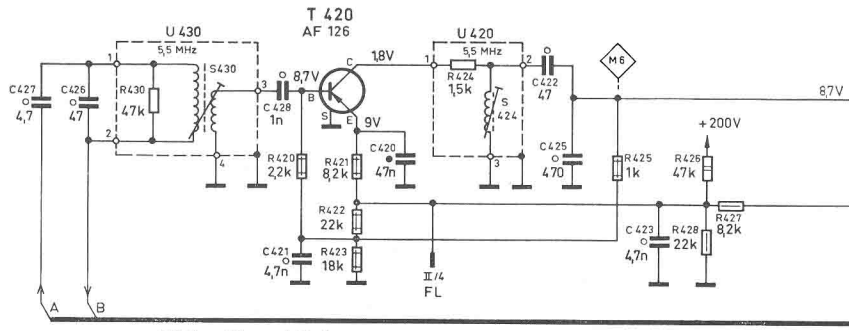 T 420
AF 126
U 430
5,5 MHz
1
2
3
4
C427
4,7
C426
47
R430
47k
S430
C428
1n
8,7V
B
C
S
E
9V
1,8V
R420
2,2k
R421
8,2k
C420
47n
R422
22k
C421
4,7n
R423
18k
U 420
5,5 MHz
1
2
3
R424
1,5k
S
424
C422
47
C425
470
M6
8,7V
+200V
R425
1k
R426
47k
R427
8,2k
C423
4,7n
R428
22k
II/4
FL
A
B